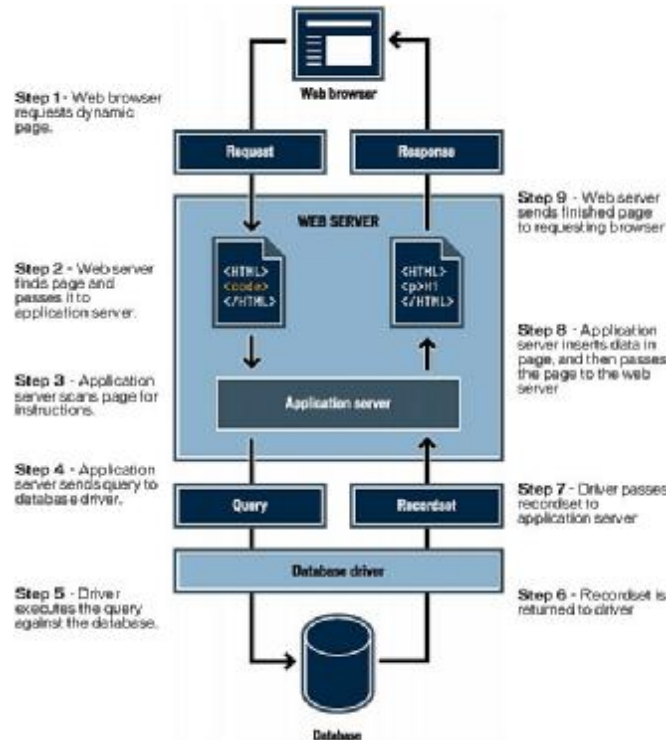 Web browser
Step 1 - Web browser
requests dynamic
page.
Request
Response
Step 9 - Web server
sends finished page
to requesting browser
WEB SERVER
<HTML>
<code>
</HTML>
<HTML>
<p>Hi
</HTML>
Step 2 - Web server
finds page and
passes it to
application server.
Step 8 - Application
server inserts data in
page, and then passes
the page to the web
server
Step 3 - Application
server scans page for
instructions.
Application server
Step 4 - Application
server sends query to
database driver.
Query
Recordset
Step 7 - Driver passes
recordset to
application server
Database driver
Step 5 - Driver
executes the query
against the database.
Step 6 - Recordset is
returned to driver
Database